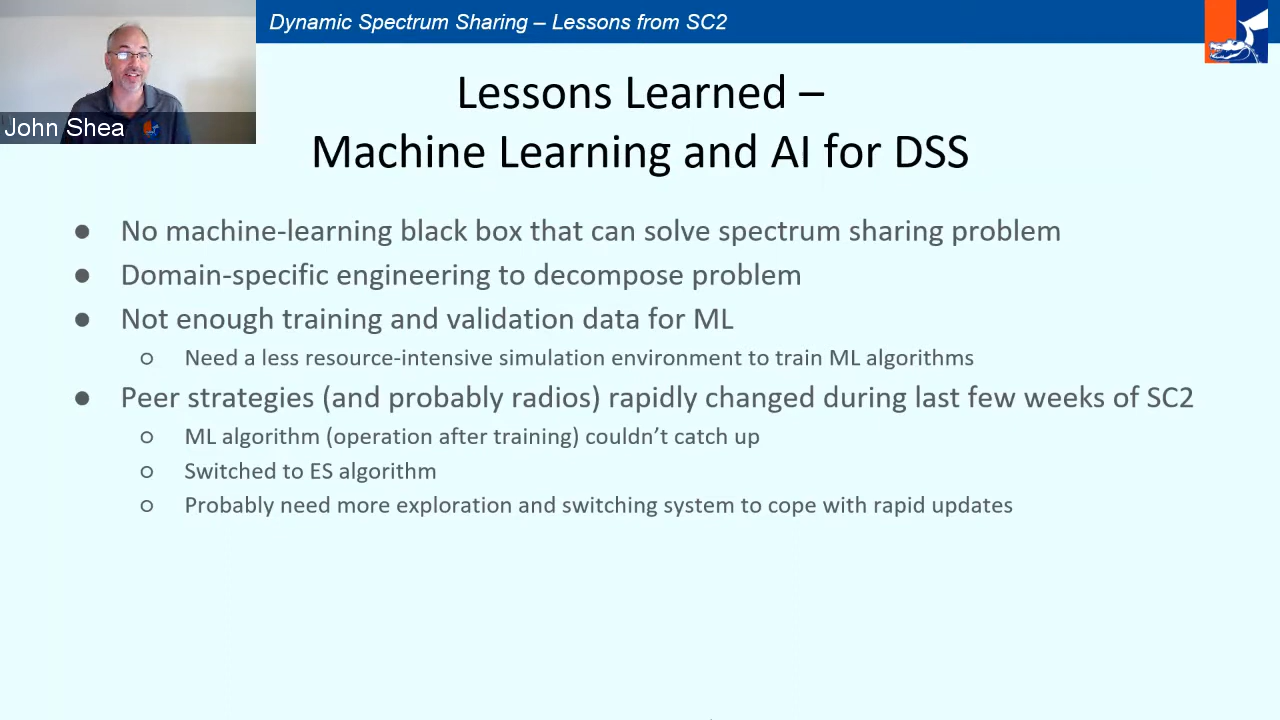 Dynamic Spectrum Sharing – Lessons from SC2
John Shea
Lessons Learned –
Machine Learning and AI for DSS
● No machine-learning black box that can solve spectrum sharing problem
● Domain-specific engineering to decompose problem
● Not enough training and validation data for ML
○ Need a less resource-intensive simulation environment to train ML algorithms
● Peer strategies (and probably radios) rapidly changed during last few weeks of SC2
○ ML algorithm (operation after training) couldn’t catch up
○ Switched to ES algorithm
○ Probably need more exploration and switching system to cope with rapid updates